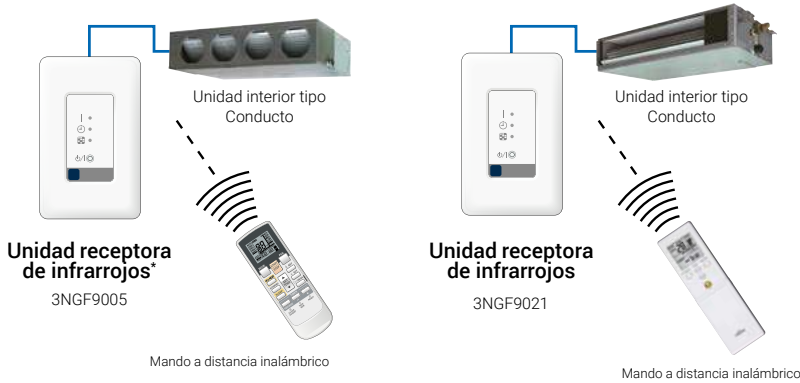 Unidad interior tipo
Conducto
Unidad receptora
de infrarrojos*
3NGF9005
Mando a distancia inalámbrico
Unidad interior tipo
Conducto
Unidad receptora
de infrarrojos
3NGF9021
Mando a distancia inalámbrico